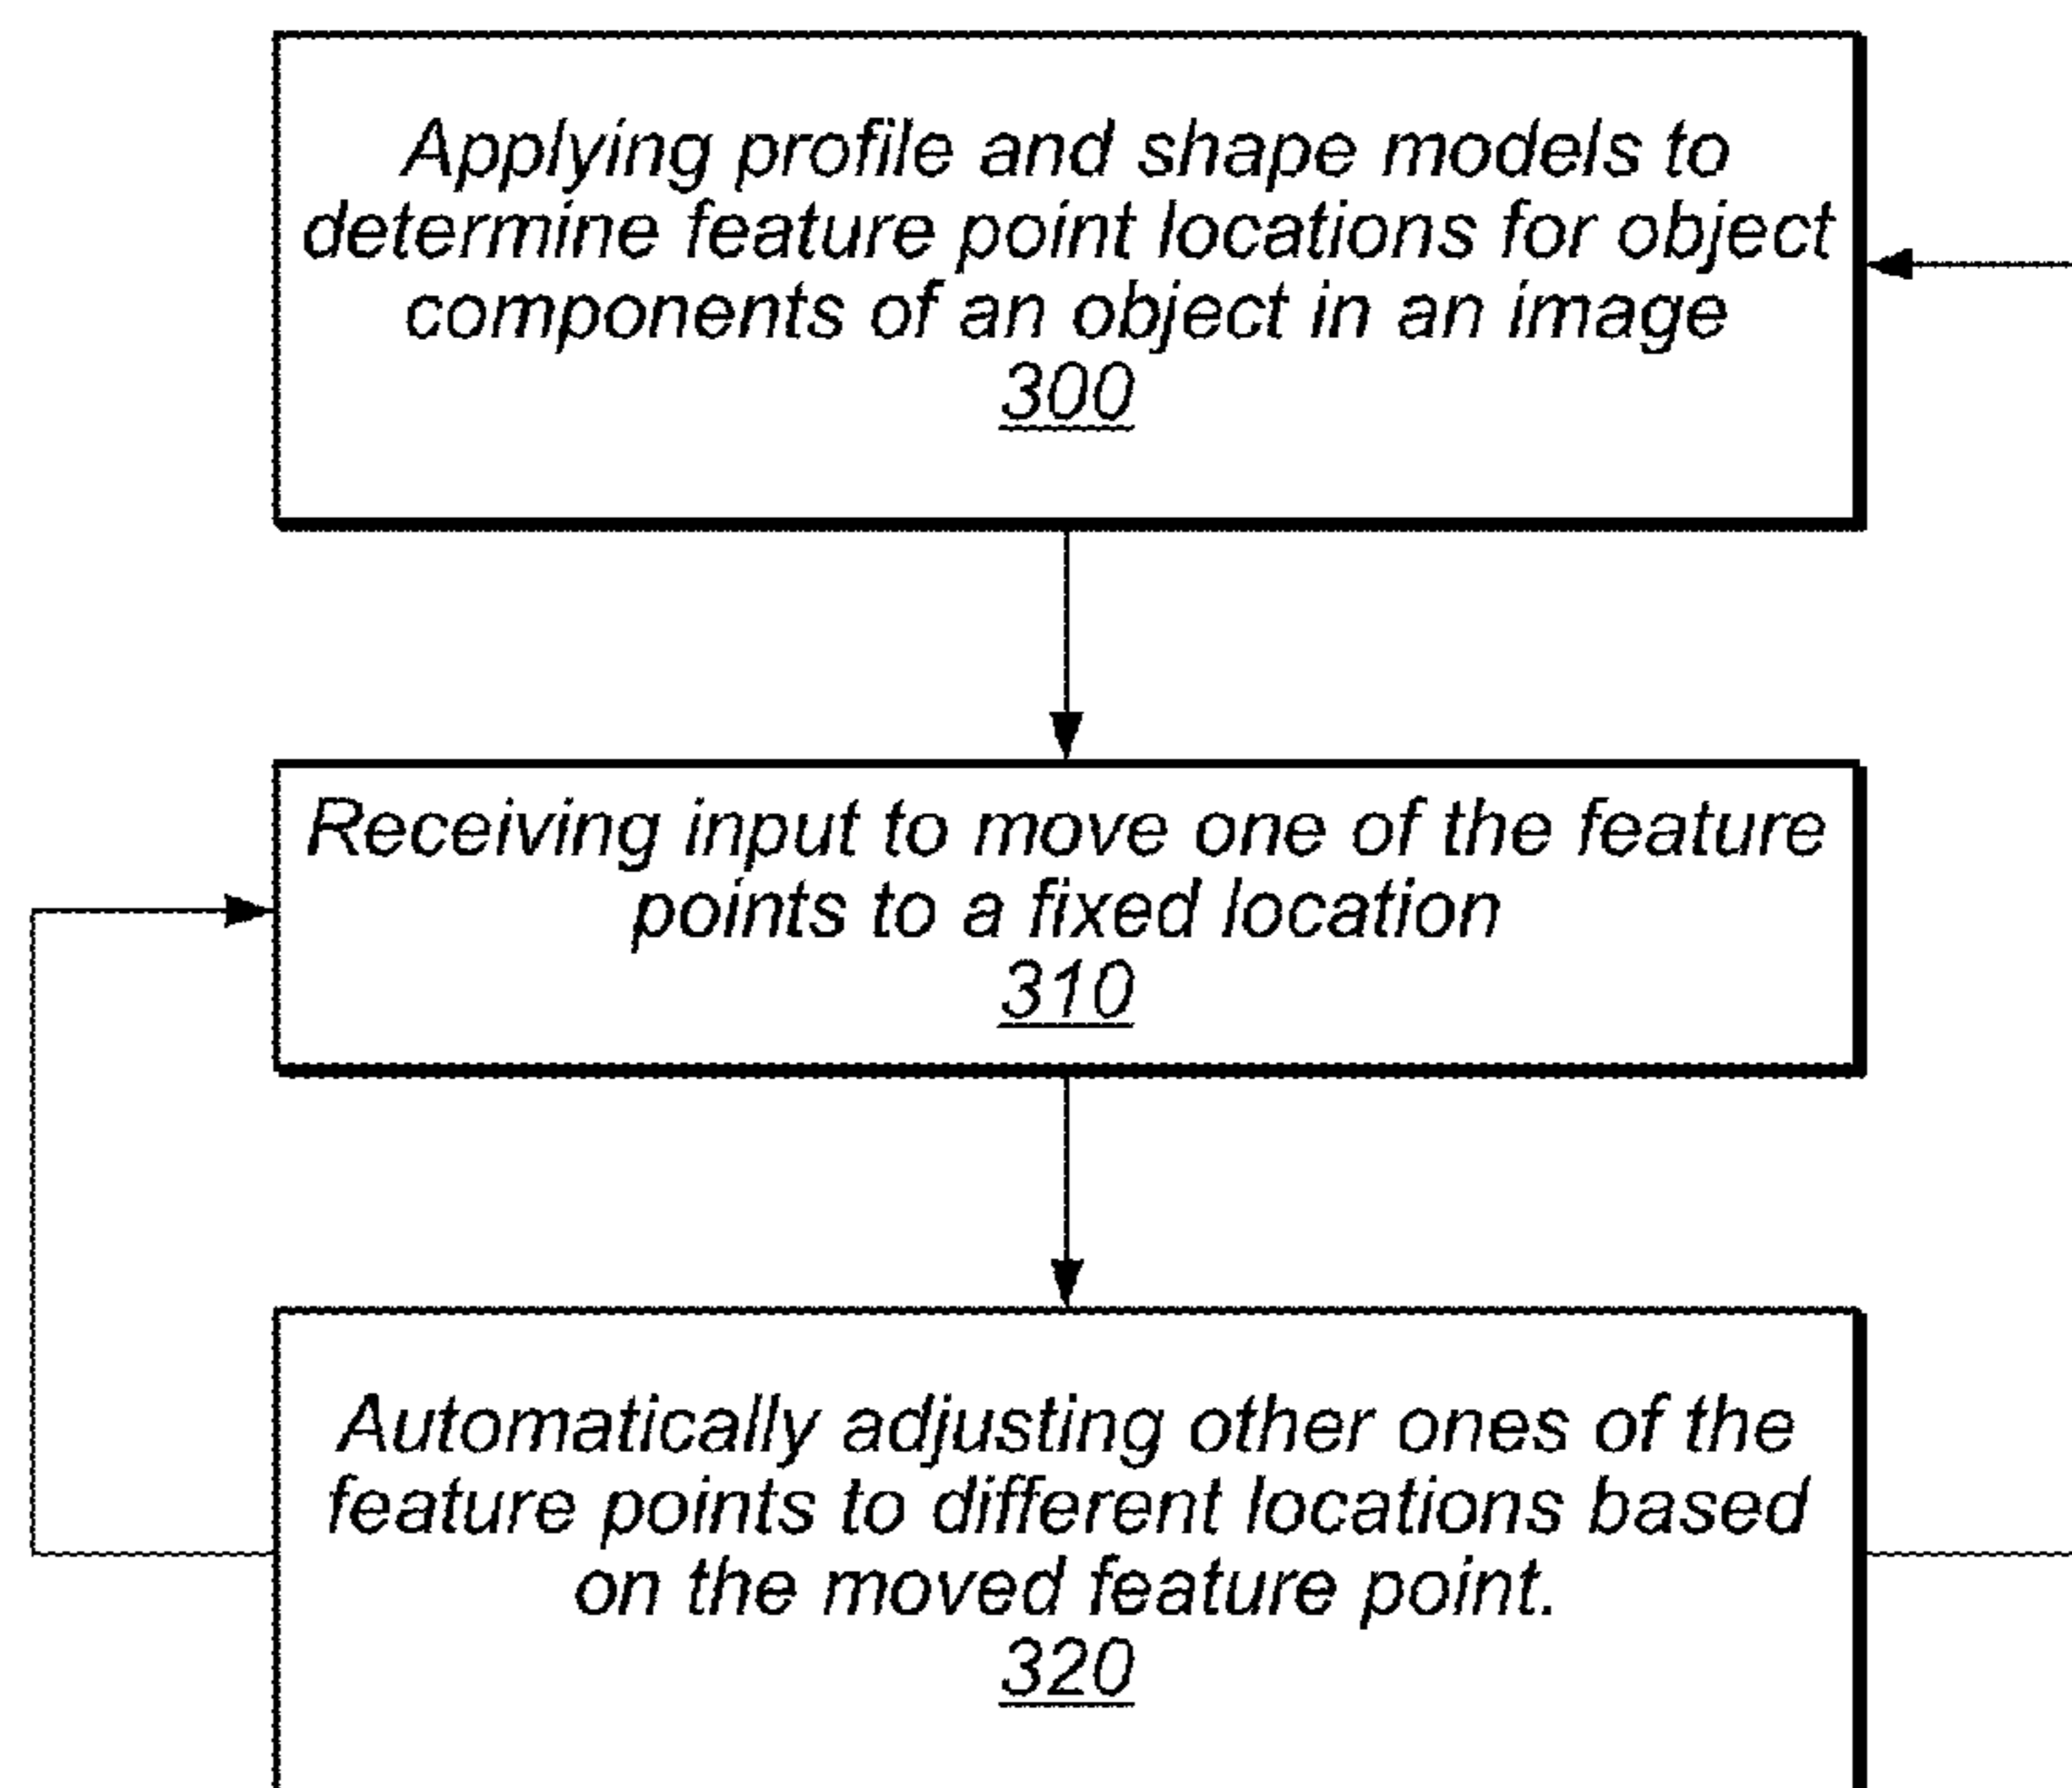 Applying profile and shape models to
determine feature point locations for object
components of an object in an image
300
Receiving input to move one of the feature
points to a fixed location
310
Automatically adjusting other ones of the
feature points to different locations based
on the moved feature point.
320